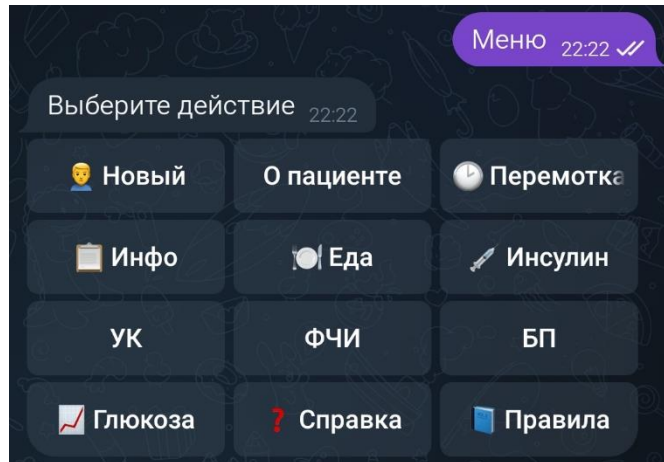 Меню 22:22
Выберите действие 22:22
Новый О пациенте Перемотка
Инфо Еда Инсулин
УК ФЧИ БП
Глюкоза ? Справка Правила